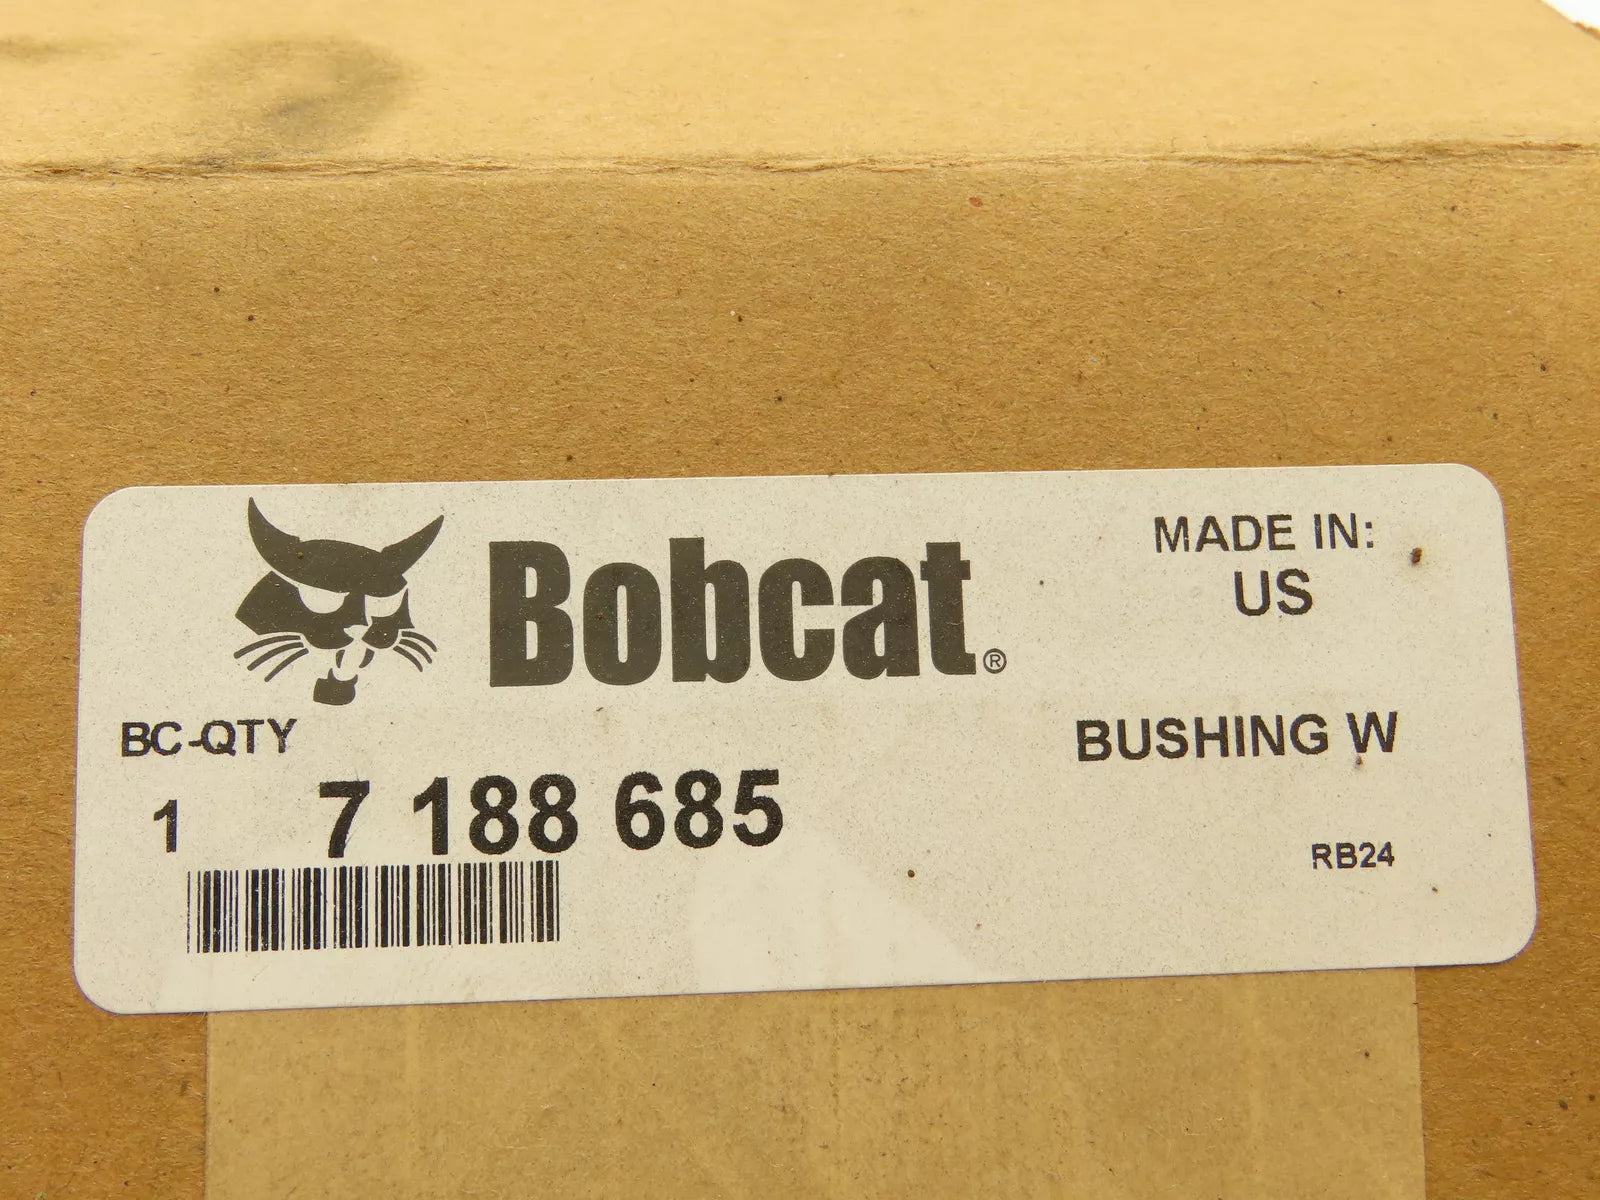 Bobcat®
MADE IN:
US
BC-QTY
BUSHING W
1 7 188 685
RB24